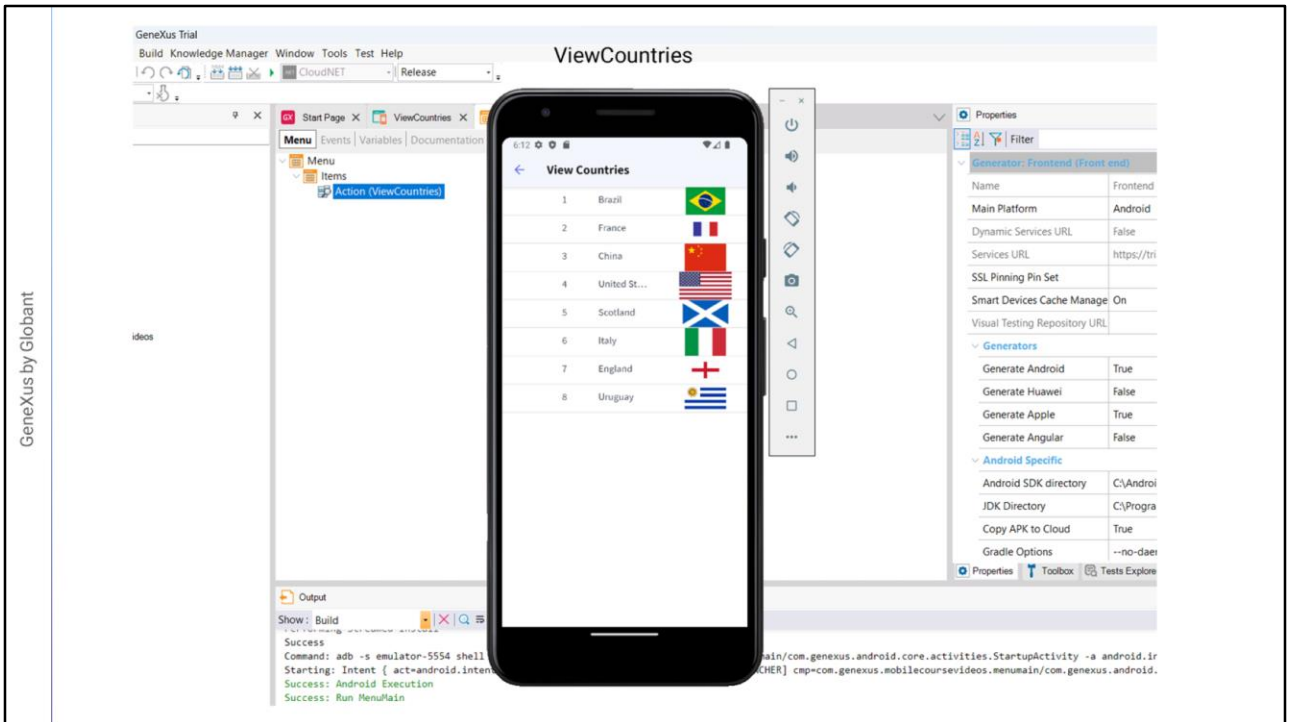 GeneXus by Globant
GeneXus Trial
Build Knowledge Manager Window Tools Test Help
ViewCountries
CloudNET Release
Start Page ViewCountries
Menu Events Variables Documentation
Menu
Items
Action (ViewCountries)
ideos
6:12
View Countries
1 Brazil
2 France
3 China
4 United St...
5 Scotland
6 Italy
7 England
8 Uruguay
Properties
Filter
Generator: Frontend (Front end)
Name Frontend
Main Platform Android
Dynamic Services URL False
Services URL https://tri
SSL Pinning Pin Set
Smart Devices Cache Manage On
Visual Testing Repository URL
Generators
Generate Android True
Generate Huawei False
Generate Apple True
Generate Angular False
Android Specific
Android SDK directory C:\Androi
JDK Directory C:\Progra
Copy APK to Cloud True
Gradle Options --no-daer
Properties Toolbox Tests Explore
Output
Show: Build
Success
Command: adb -s emulator-5554 shell ain/com.genexus.android.core.activities.StartupActivity -a android.ir
Starting: Intent { act=android.intent CHER] cmp=com.genexus.mobilecoursevideos.menumain/com.genexus.android.
Success: Android Execution
Success: Run MenuMain